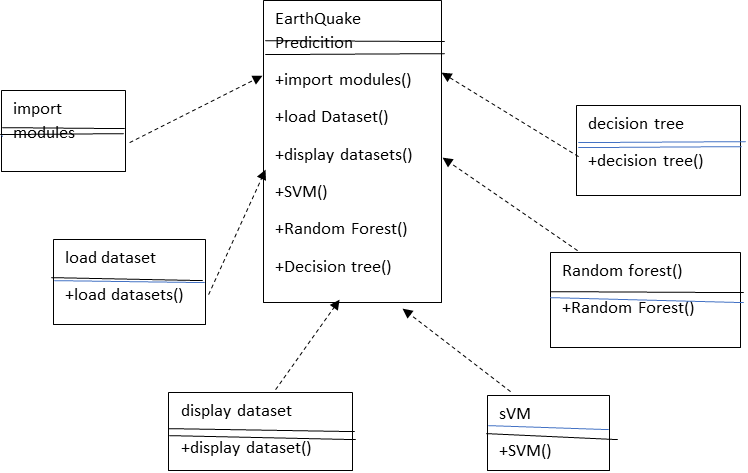 EarthQuake
Predicition
+import modules()
+load Dataset()
+display datasets()
+SVM()
+Random Forest()
+Decision tree()
import
modules
decision tree
+decision tree()
load dataset
+load datasets()
Random forest()
+Random Forest()
display dataset
+display dataset()
sVM
+SVM()